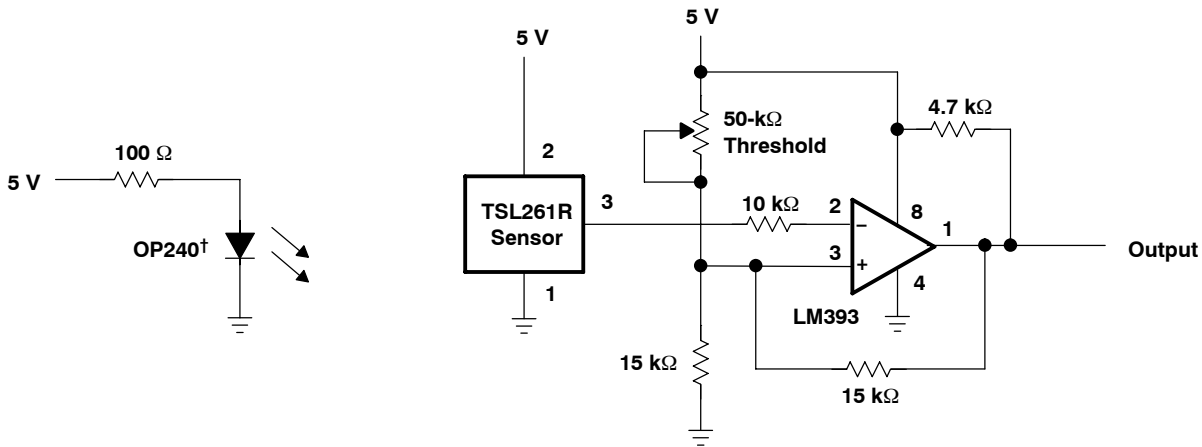 5 V
100 Ω
OP240†
5 V
2
TSL261R
Sensor
3
1
5 V
50-kΩ
Threshold
4.7 kΩ
10 kΩ
2
8
−
1
3
+
4
LM393
Output
15 kΩ
15 kΩ